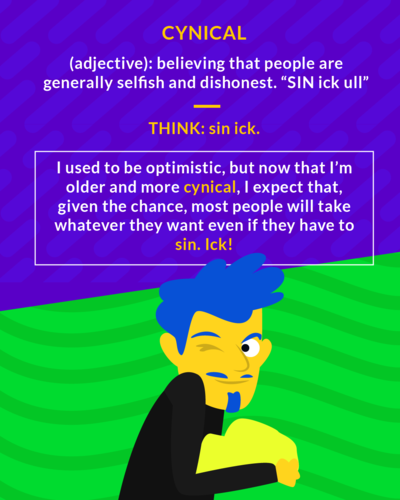 CYNICAL
(adjective): believing that people are
generally selfish and dishonest. “SIN ick ull”
THINK: sin ick.
I used to be optimistic, but now that I’m
older and more cynical, I expect that,
given the chance, most people will take
whatever they want even if they have to
sin. Ick!